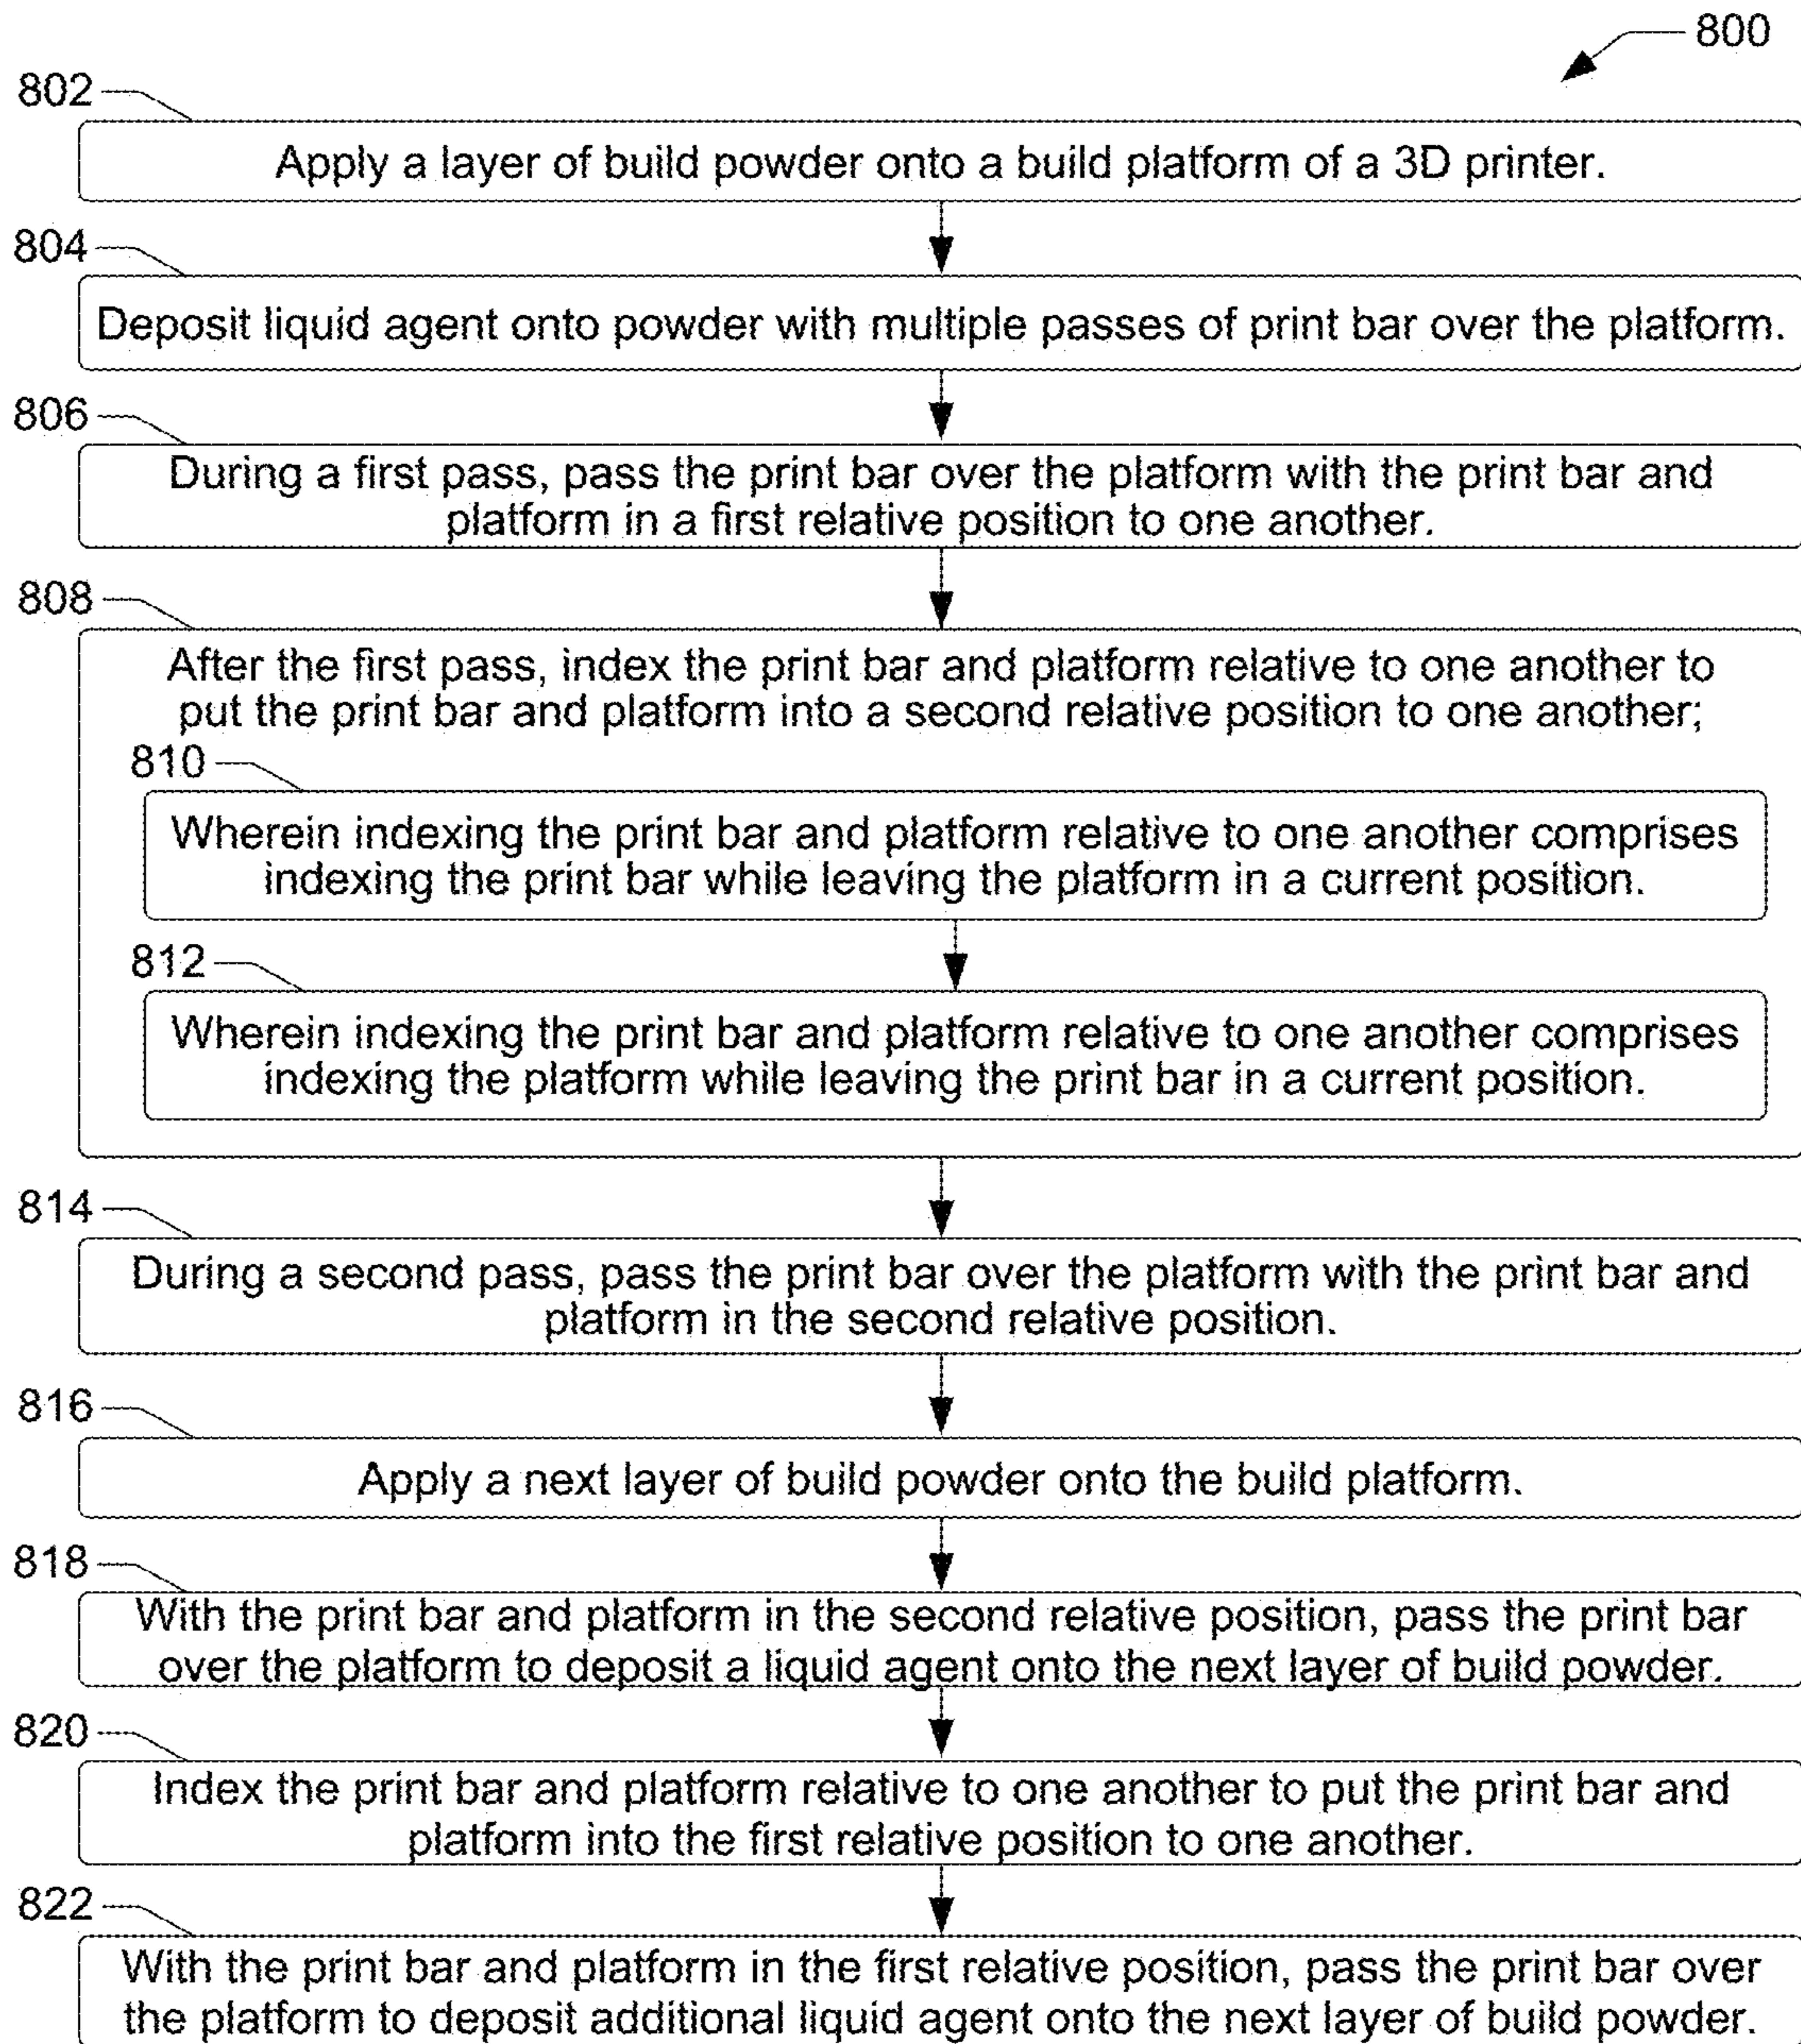 800
802
Apply a layer of build powder onto a build platform of a 3D printer.
804
Deposit liquid agent onto powder with multiple passes of print bar over the platform.
806
During a first pass, pass the print bar over the platform with the print bar and
platform in a first relative position to one another.
808
After the first pass, index the print bar and platform relative to one another to
put the print bar and platform into a second relative position to one another;
810
Wherein indexing the print bar and platform relative to one another comprises
indexing the print bar while leaving the platform in a current position.
812
Wherein indexing the print bar and platform relative to one another comprises
indexing the platform while leaving the print bar in a current position.
814
During a second pass, pass the print bar over the platform with the print bar and
platform in the second relative position.
816
Apply a next layer of build powder onto the build platform.
818
With the print bar and platform in the second relative position, pass the print bar
over the platform to deposit a liquid agent onto the next layer of build powder.
820
Index the print bar and platform relative to one another to put the print bar and
platform into the first relative position to one another.
822
With the print bar and platform in the first relative position, pass the print bar over
the platform to deposit additional liquid agent onto the next layer of build powder.